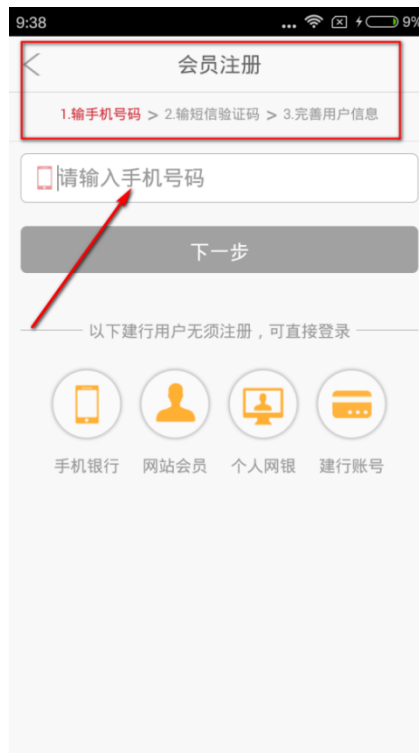 9:38 ... 9%
会员注册
1.输手机号码 > 2.输短信验证码 > 3.完善用户信息
请输入手机号码
下一步
以下建行用户无须注册，可直接登录
手机银行 网站会员 个人网银 建行账号